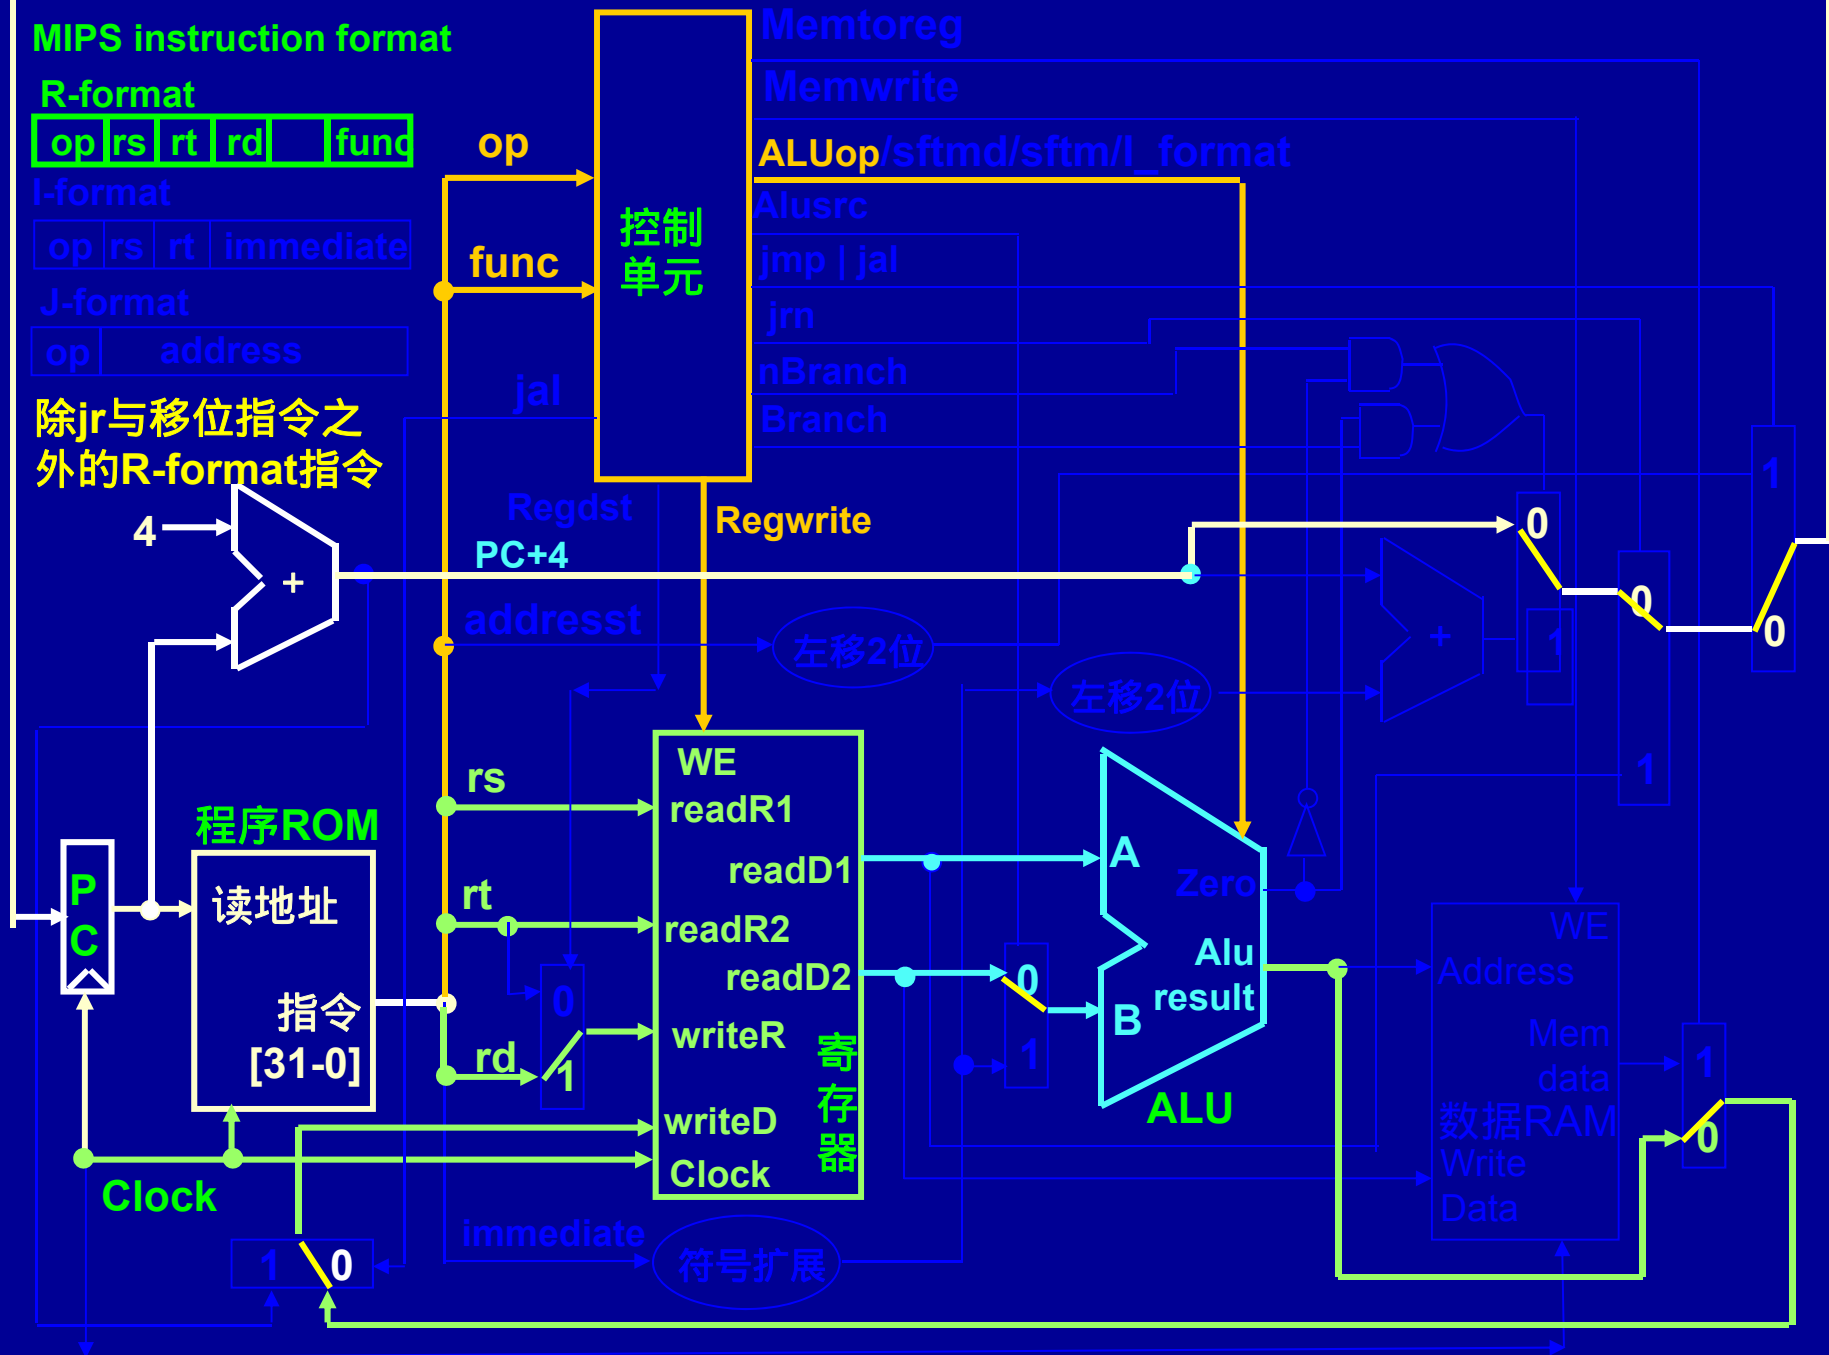 MIPS instruction format
R-format
op rs rt rd func
I-format
op rs rt immediate
J-format
op address
除jr与移位指令之
外的R-format指令
op
func
控制
单元
Memtoreg
Memwrite
ALUop/sftmd/sftm/I_format
Alusrc
jmp | jal
jrn
nBranch
Branch
jal
Regdst
Regwrite
4
+
PC+4
addresst
左移2位
左移2位
+
0
1
0
1
1
0
程序ROM
P
C
读地址
指令
[31-0]
Clock
rs
rt
rd
0
1
WE
readR1
readD1
readR2
readD2
writeR
writeD
Clock
寄
存
器
immediate
符号扩展
1
0
0
1
A
B
Zero
Alu
result
ALU
WE
Address
Mem
data
数据RAM
Write
Data
1
0